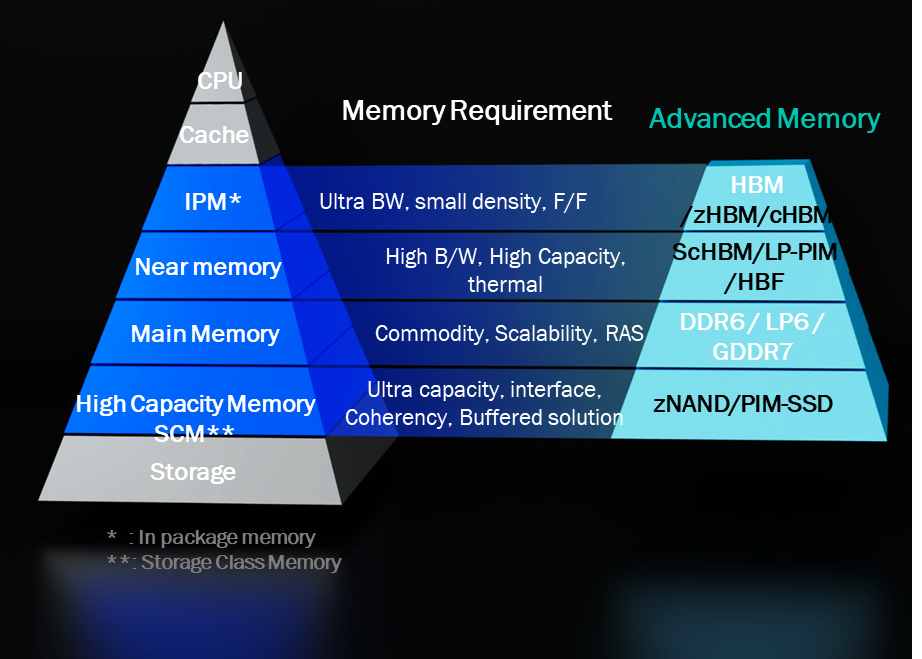 CPU
Cache
IPM*
Near memory
Main Memory
High Capacity Memory
SCM**
Storage
* : In package memory
**: Storage Class Memory
Memory Requirement
Ultra BW, small density, F/F
High B/W, High Capacity,
thermal
Commodity, Scalability, RAS
Ultra capacity, interface,
Coherency, Buffered solution
Advanced Memory
HBM
/zHBM/cHBM
ScHBM/LP-PIM
/HBF
DDR6 / LP6 /
GDDR7
zNAND/PIM-SSD